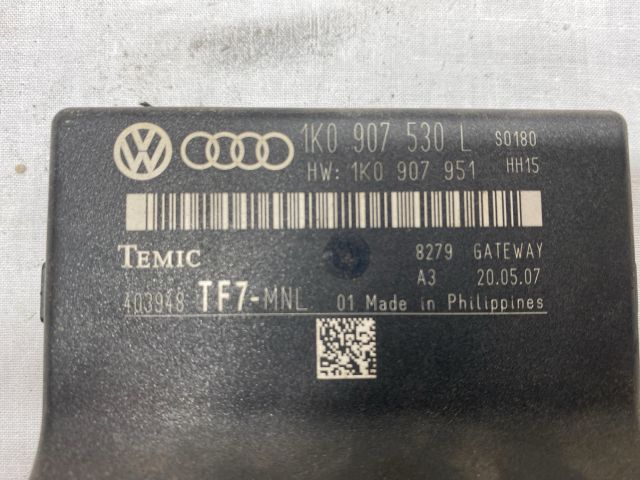 VW 1K0 907 530 L S0180
HW: 1K0 907 951 HH15
TEMIC 8279 GATEWAY
A3 20.05.07
403948 TF7-MNL 01 Made in Philippines